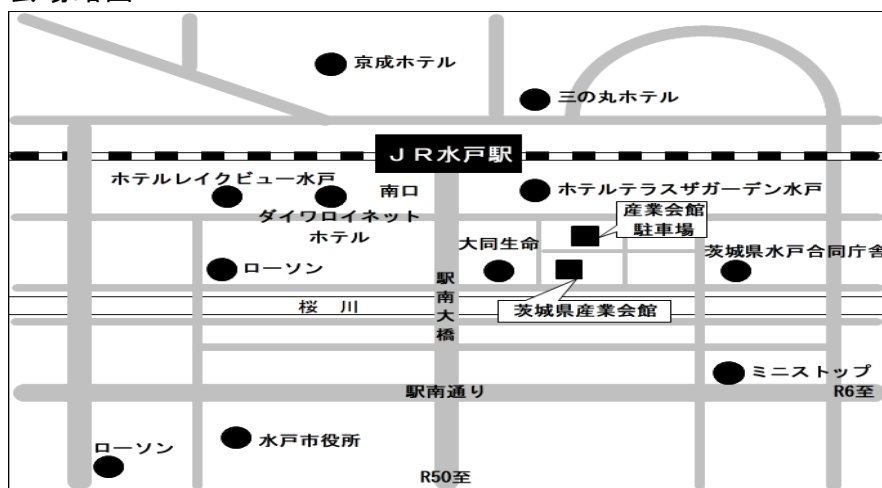 京成ホテル
三の丸ホテル
JR水戸駅
ホテルレイクビュー水戸
南口
ホテルテラスザガーデン水戸
ダイワロイネット
ホテル
産業会館
駐車場
大同生命
茨城県水戸合同庁舎
ローソン
駅南大橋
桜 川
茨城県産業会館
ミニストップ
駅南通り
R6至
ローソン
水戸市役所
R50至